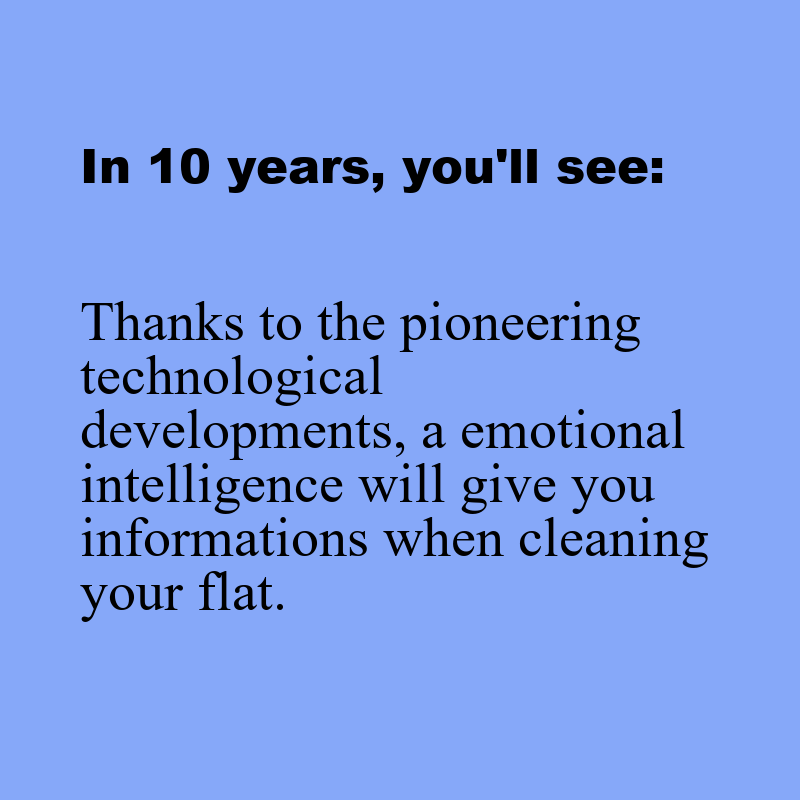 In 10 years, you'll see:
Thanks to the pioneering
technological
developments, a emotional
intelligence will give you
informations when cleaning
your flat.